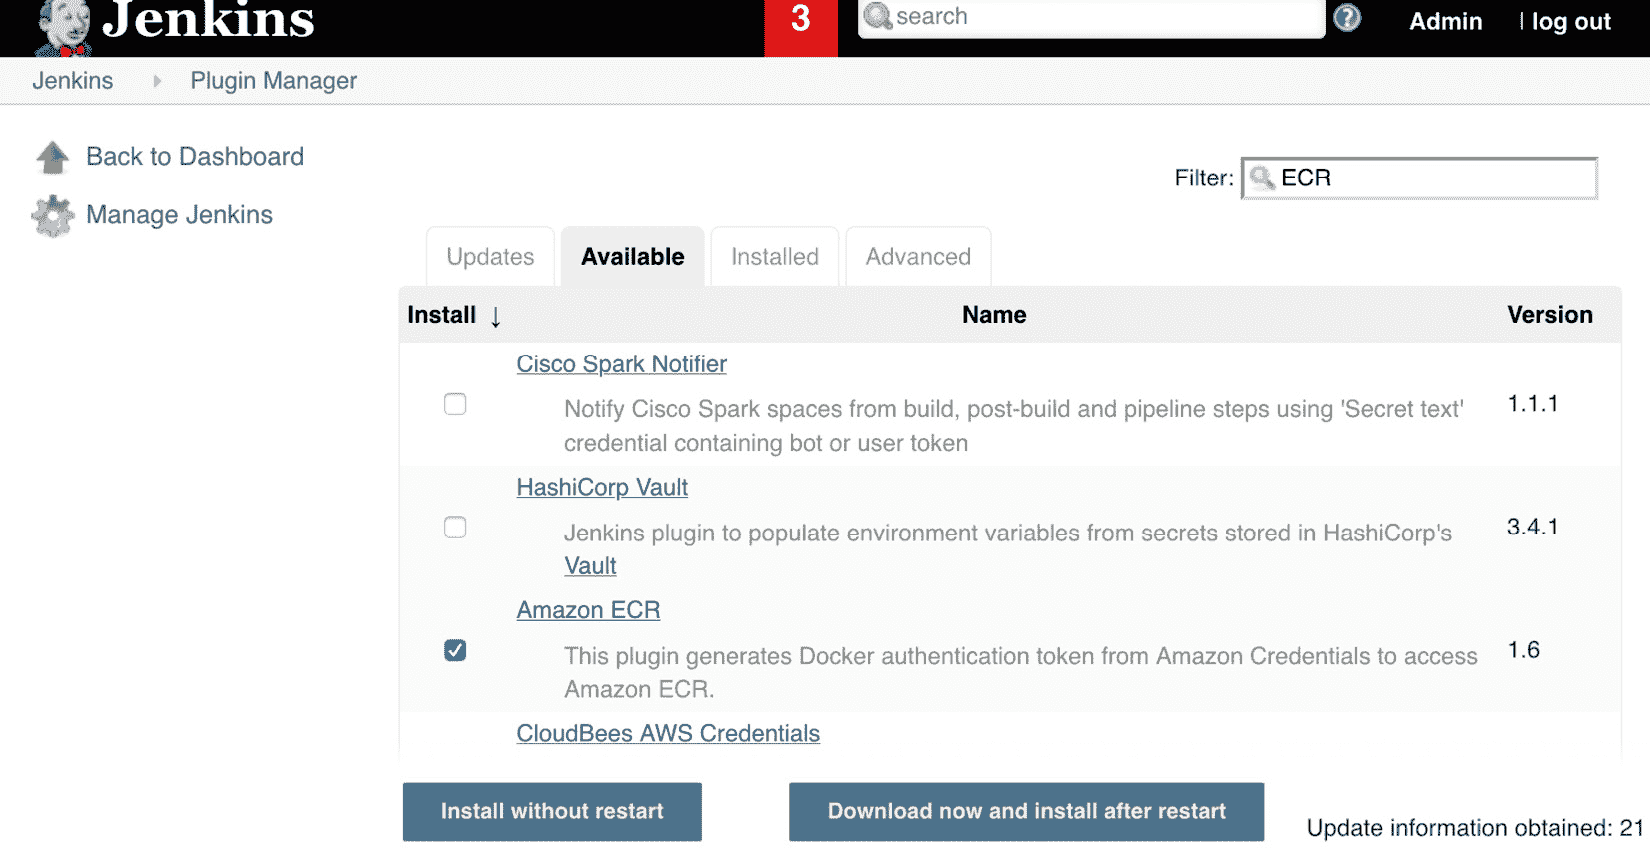 Jenkins
3
search
?
Admin | log out
Jenkins Plugin Manager
Back to Dashboard
Manage Jenkins
Filter: ECR
Updates Available Installed Advanced
Install ↓ Name Version
Cisco Spark Notifier
Notify Cisco Spark spaces from build, post-build and pipeline steps using 'Secret text'
credential containing bot or user token
1.1.1
HashiCorp Vault
Jenkins plugin to populate environment variables from secrets stored in HashiCorp's
Vault
3.4.1
Amazon ECR
This plugin generates Docker authentication token from Amazon Credentials to access
Amazon ECR.
1.6
CloudBees AWS Credentials
Install without restart
Download now and install after restart
Update information obtained: 21